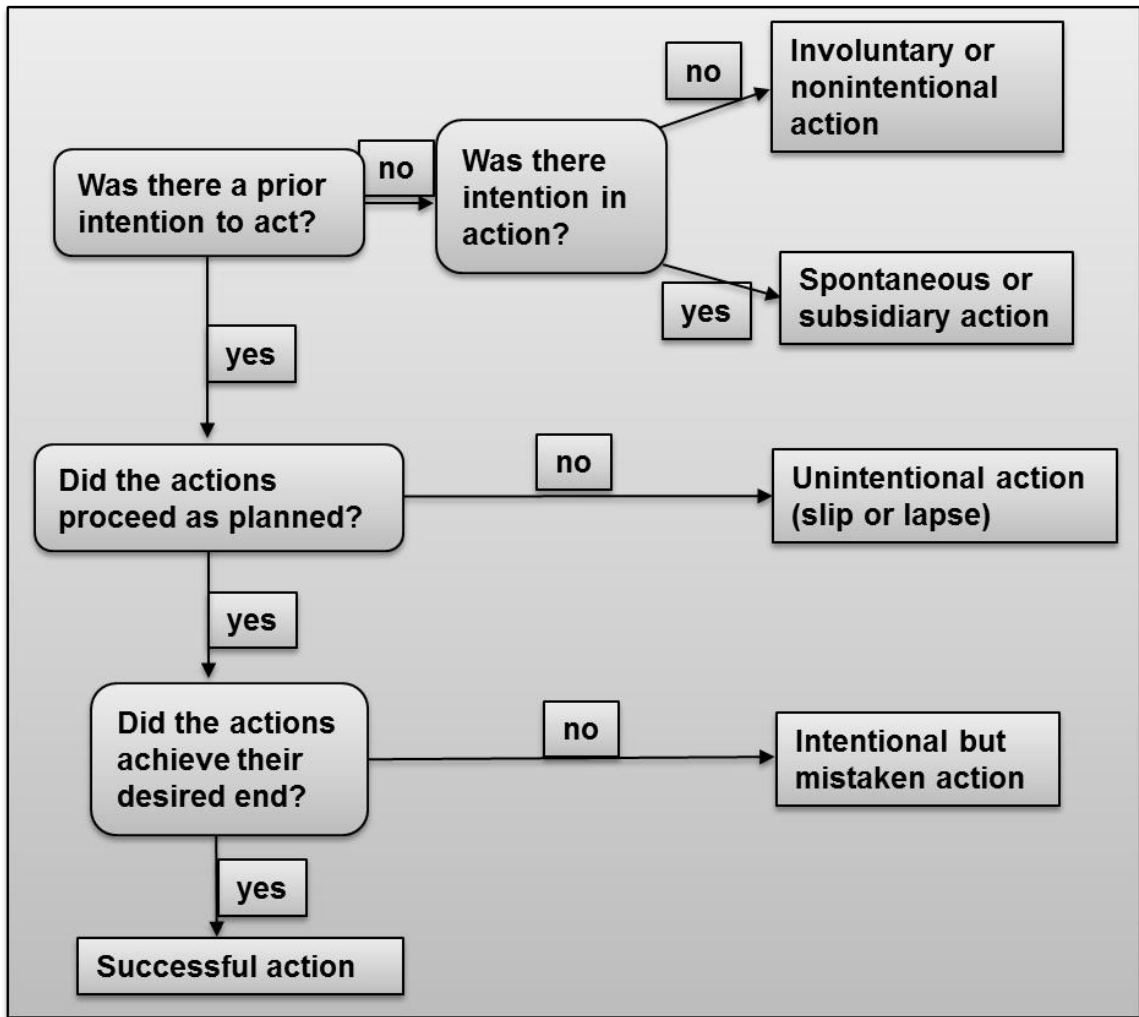 Was there a prior
intention to act?
no
Was there
intention in
action?
no
Involuntary or
nonintentional
action
yes
Spontaneous or
subsidiary action
yes
Did the actions
proceed as planned?
no
Unintentional action
(slip or lapse)
yes
Did the actions
achieve their
desired end?
no
Intentional but
mistaken action
yes
Successful action